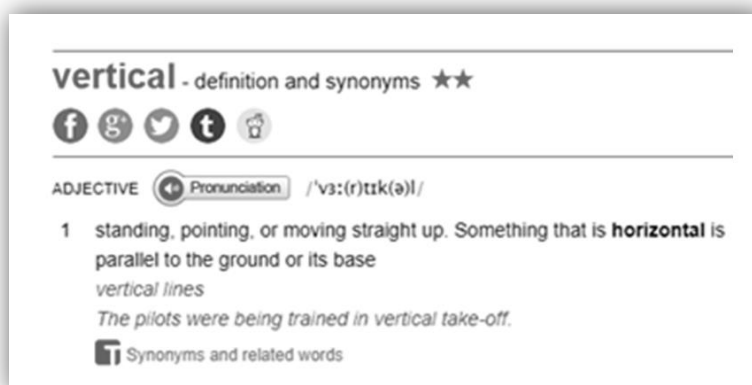 vertical - definition and synonyms ★★
f g+ t
ADJECTIVE Pronunciation /ˈvɜː(r)tɪk(ə)l/
1 standing, pointing, or moving straight up. Something that is horizontal is
parallel to the ground or its base
vertical lines
The pilots were being trained in vertical take-off.
T Synonyms and related words